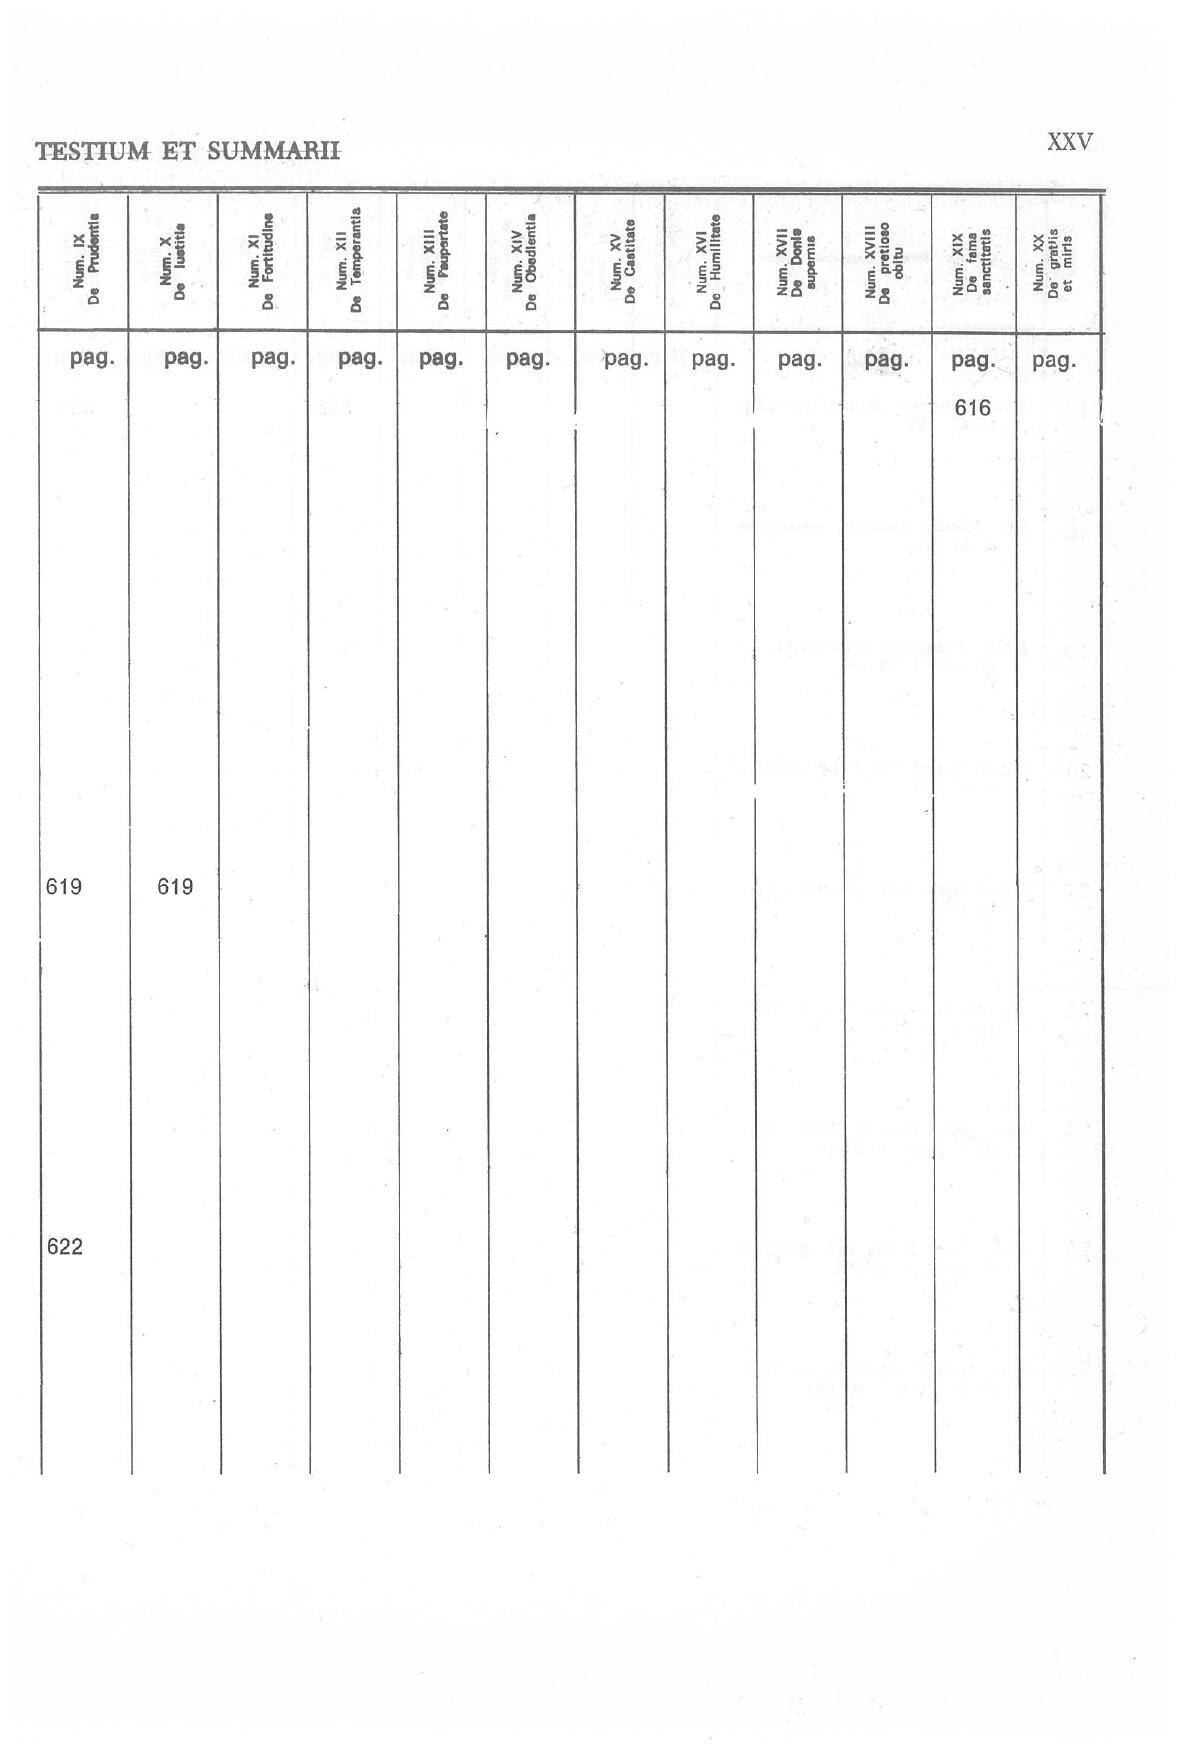 TESTIUM ET SUMMARII
XXV
Num. IX
De Prudentia
Num. X
De Iustitia
Num. XI
De Fortitudine
Num. XII
De Temperantia
Num. XIII
De Paupertate
Num. XIV
De Obedientia
Num. XV
De Castitate
Num. XVI
De Humilitate
Num. XVII
De Donis
supernis
Num. XVIII
De pretioso
obitu
Num. XIX
De fama
sanctitatis
Num. XX
De gratiis
et miris
pag. pag. pag. pag. pag. pag. pag. pag. pag. pag. pag. pag.
616
619 619
622